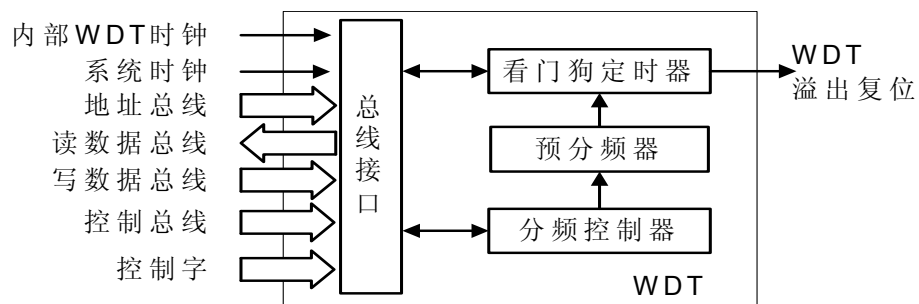 内部WDT时钟
系统时钟
地址总线
读数据总线
写数据总线
控制总线
控制字
总线接口
看门狗定时器
预分频器
分频控制器
WDT
WDT
溢出复位